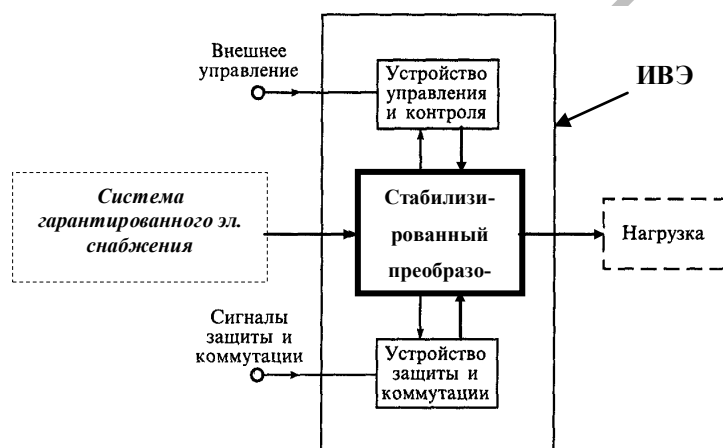 Внешнее
управление
Устройство
управления
и контроля
ИВЭ
Система
гарантированного эл.
снабжения
Стабилизи-
рованный
преобразо-
Нагрузка
Сигналы
защиты и
коммутации
Устройство
защиты и
коммутации